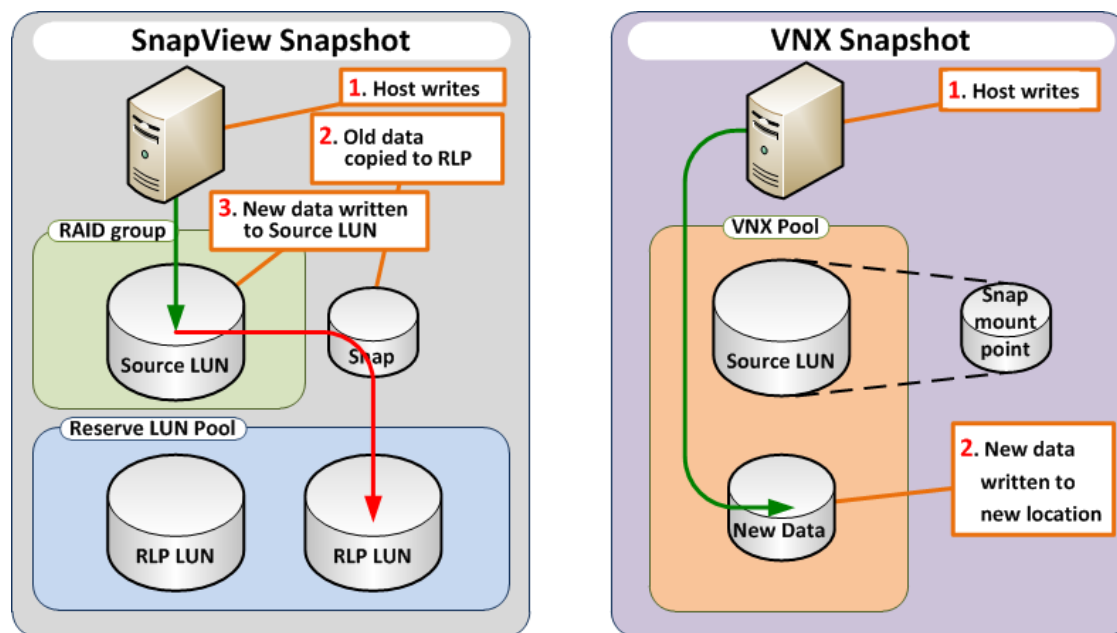 SnapView Snapshot
1. Host writes
2. Old data
copied to RLP
3. New data written
to Source LUN
RAID group
Source LUN
Snap
Reserve LUN Pool
RLP LUN
RLP LUN
VNX Snapshot
1. Host writes
VNX Pool
Source LUN
Snap
mount
point
2. New data
written to
new location
New Data